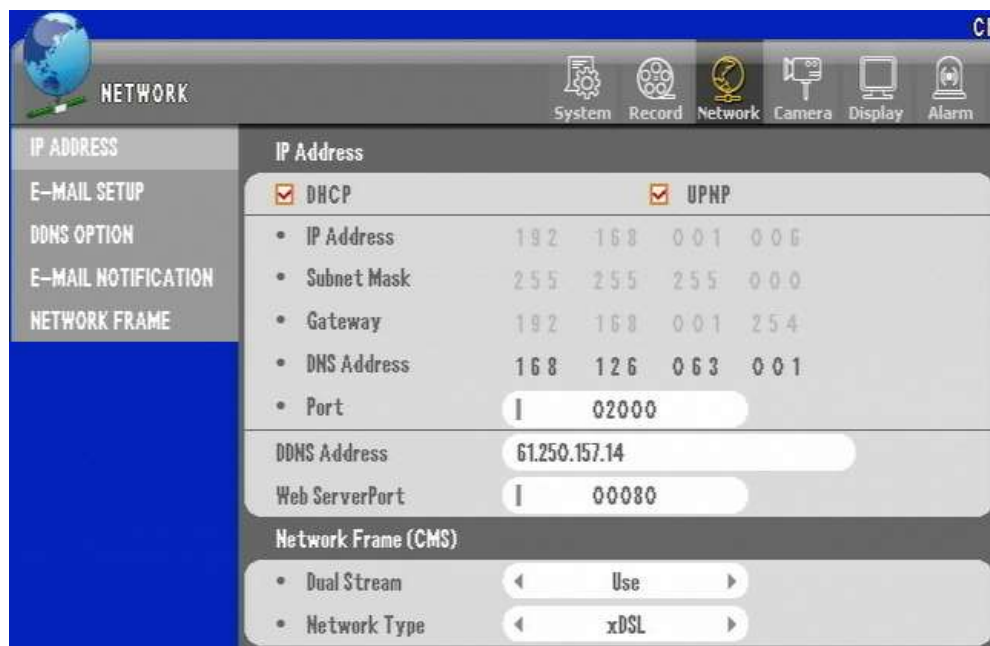 NETWORK
System Record Network Camera Display Alarm
IP ADDRESS
E-MAIL SETUP
DDNS OPTION
E-MAIL NOTIFICATION
NETWORK FRAME
IP Address
DHCP UPNP
• IP Address 192 168 001 006
• Subnet Mask 255 255 255 000
• Gateway 192 168 001 254
• DNS Address 168 126 063 001
• Port 02000
DDNS Address 61.250.157.14
Web ServerPort 00080
Network Frame (CMS)
• Dual Stream Use
• Network Type xDSL